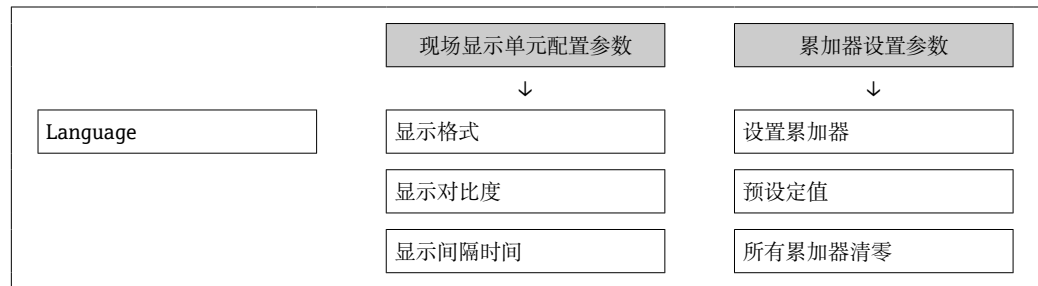 现场显示单元配置参数 累加器设置参数
↓ ↓
Language 显示格式 设置累加器
显示对比度 预设定值
显示间隔时间 所有累加器清零